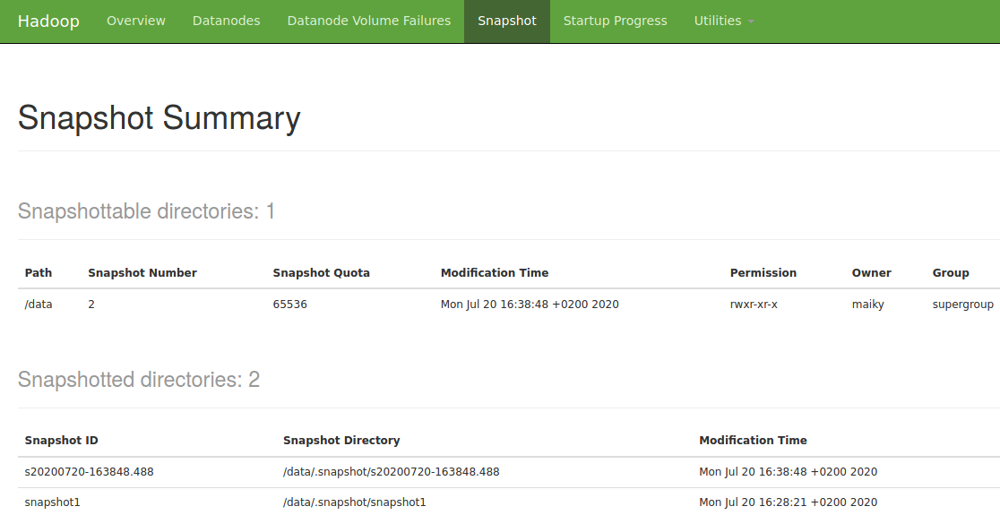 Hadoop Overview Datanodes Datanode Volume Failures Snapshot Startup Progress Utilities
Snapshot Summary
Snapshottable directories: 1
Path Snapshot Number Snapshot Quota Modification Time Permission Owner Group
/data 2 65536 Mon Jul 20 16:38:48 +0200 2020 rwxr-xr-x maiky supergroup
Snapshotted directories: 2
Snapshot ID Snapshot Directory Modification Time
s20200720-163848.488 /data/.snapshot/s20200720-163848.488 Mon Jul 20 16:38:48 +0200 2020
snapshot1 /data/.snapshot/snapshot1 Mon Jul 20 16:28:21 +0200 2020